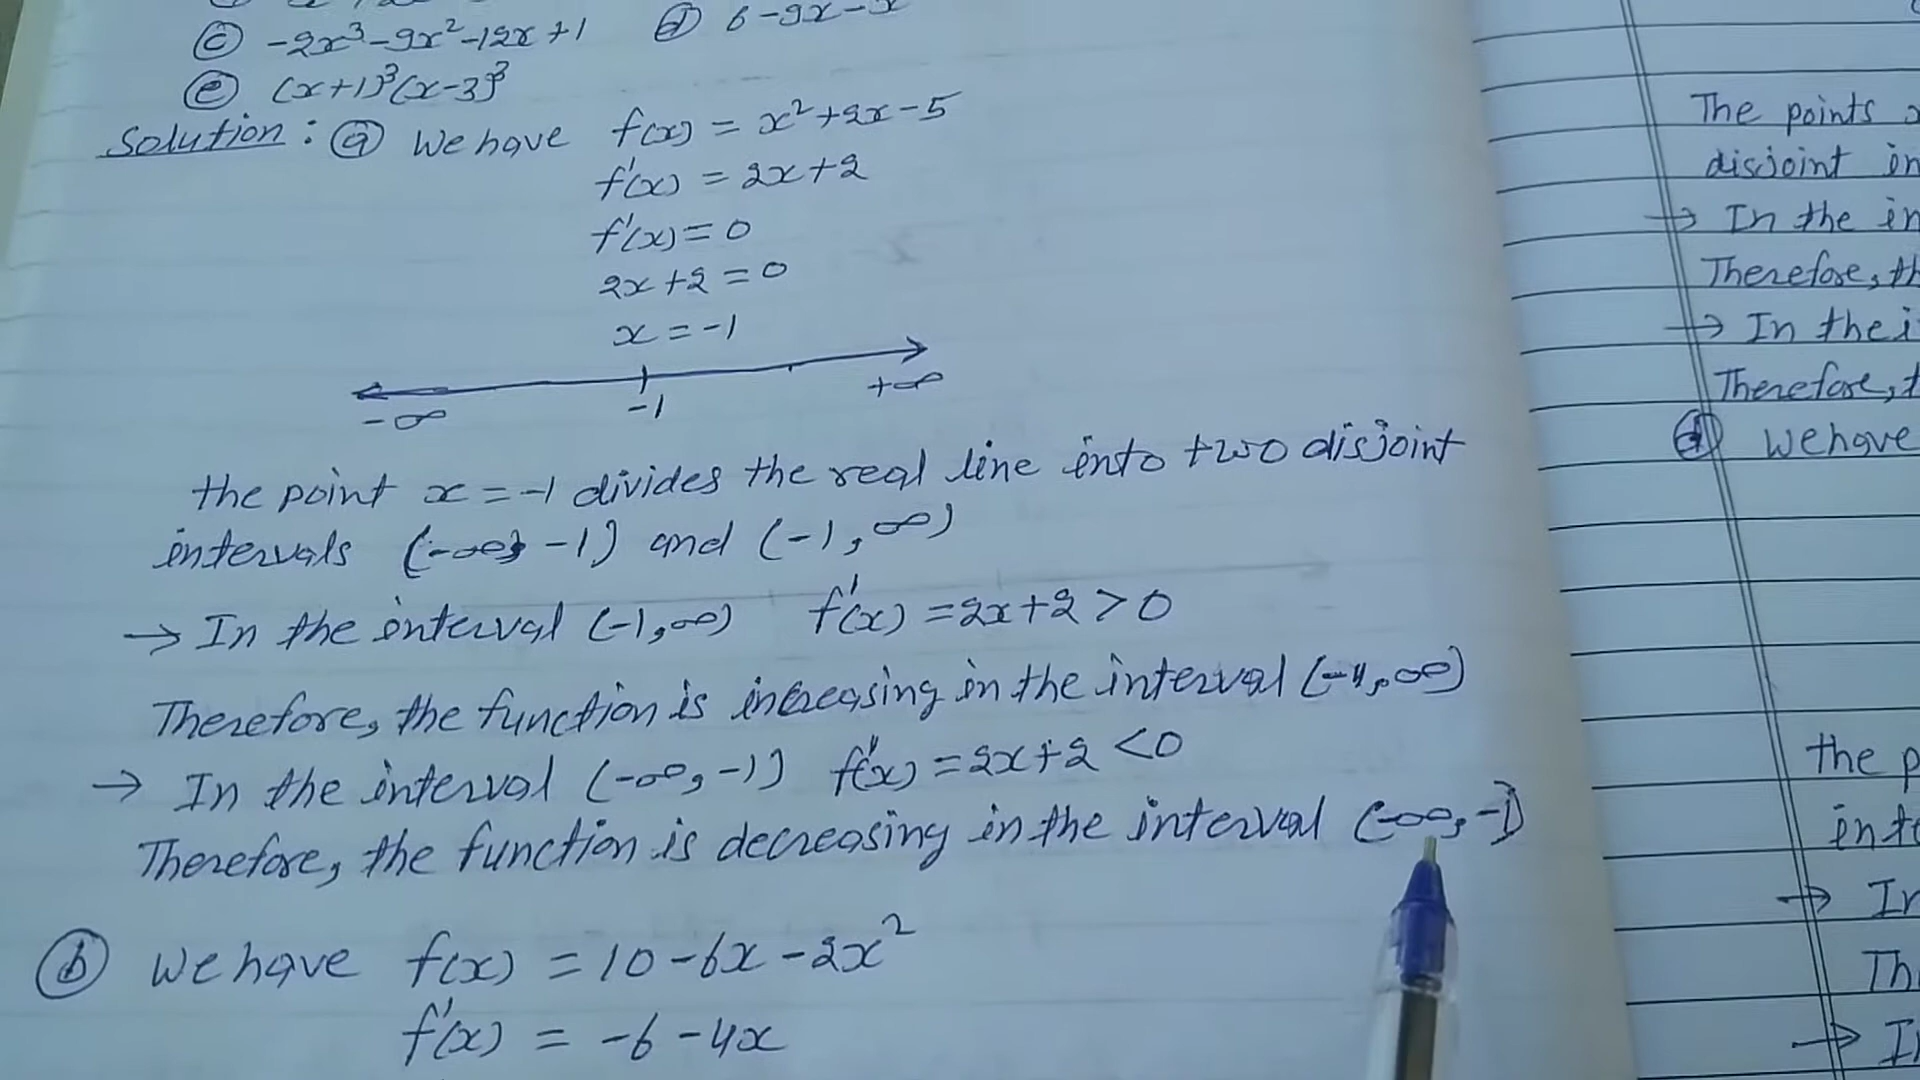 (c) -2x³-9x²-12x+1 (d) 6-9x-x
(e) (x+1)³(x-3)³
Solution : (a) We have f(x) = x²+2x-5
f'(x) = 2x+2
f'(x) = 0
2x+2 = 0
x = -1
-∞ -1 +∞
the point x = -1 divides the real line into two disjoint
intervals (-∞, -1) and (-1, ∞)
→ In the interval (-1, ∞) f'(x) = 2x+2 > 0
Therefore, the function is increasing in the interval (-1, ∞)
→ In the interval (-∞, -1) f'(x) = 2x+2 < 0
Therefore, the function is decreasing in the interval (-∞, -1)
(b) We have f(x) = 10-6x-2x²
f'(x) = -6-4x
The points
disjoint in
→ In the in
Therefore, th
→ In the i
Therefore, t
(d) We have
the p
into
→ In
Th
→ I